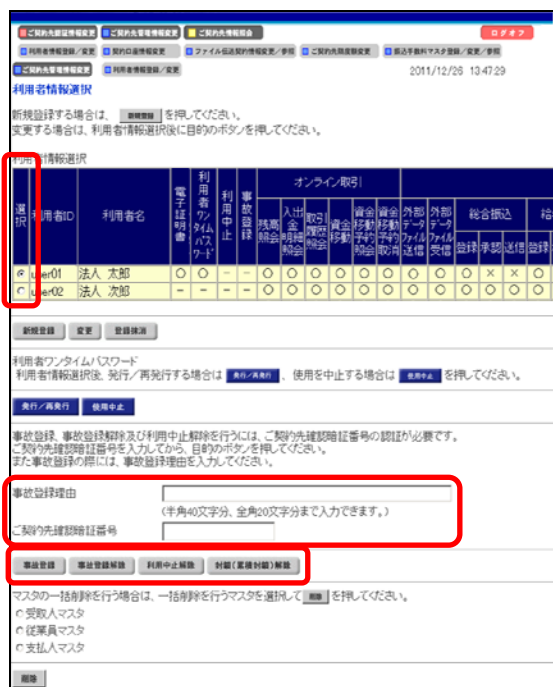 ご契約先認証情報変更 ご契約先管理情報変更 ご契約先情報照会 ログオフ
利用者情報登録/変更 契約口座情報変更 ファイル伝送契約情報変更/参照 ご契約先限度額変更 振込手数料マスタ登録/変更/参照
ご契約先管理情報変更 利用者情報登録/変更 2011/12/26 13:47:29
利用者情報選択
新規登録する場合は、 新規登録 を押してください。
変更する場合は、利用者情報選択後に目的のボタンを押してください。
利用者情報選択
選択 利用者ID 利用者名 電子証明書 利用者ワンタイムパスワード 利用中止 事故登録 オンライン取引 総合振込
残高照会 入出金明細照会 取引履歴照会 資金移動 資金移動予約照会 資金移動予約取消 外部データファイル送信 外部データファイル受信 登録 承認 送信 登録
user01 法人 太郎 ○ ○ － － ○ ○ ○ ○ ○ ○ ○ ○ ○ × × ○
user02 法人 次郎 － － － － ○ ○ ○ ○ ○ ○ ○ ○ ○ ○ ○ ○
新規登録 変更 登録抹消
利用者ワンタイムパスワード
利用者情報選択後、発行/再発行する場合は 発行/再発行 、使用を中止する場合は 使用中止 を押してください。
発行/再発行 使用中止
事故登録、事故登録解除及び利用中止解除を行うには、ご契約先確認暗証番号の認証が必要です。
ご契約先確認暗証番号を入力してから、目的のボタンを押してください。
また事故登録の際には、事故登録理由を入力してください。
事故登録理由
(半角40文字分、全角20文字分まで入力できます。)
ご契約先確認暗証番号
事故登録 事故登録解除 利用中止解除 封鎖(累積封鎖)解除
マスタの一括削除を行う場合は、一括削除を行うマスタを選択して 削除 を押してください。
受取人マスタ
従業員マスタ
支払人マスタ
削除